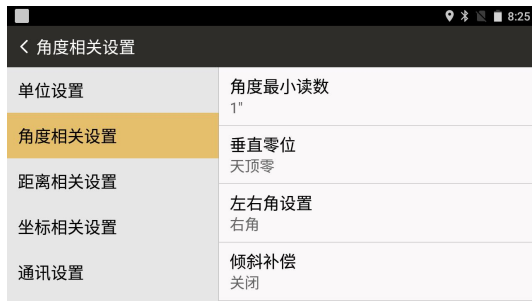 8:25
角度相关设置
单位设置
角度相关设置
距离相关设置
坐标相关设置
通讯设置
角度最小读数
1"
垂直零位
天顶零
左右角设置
右角
倾斜补偿
关闭